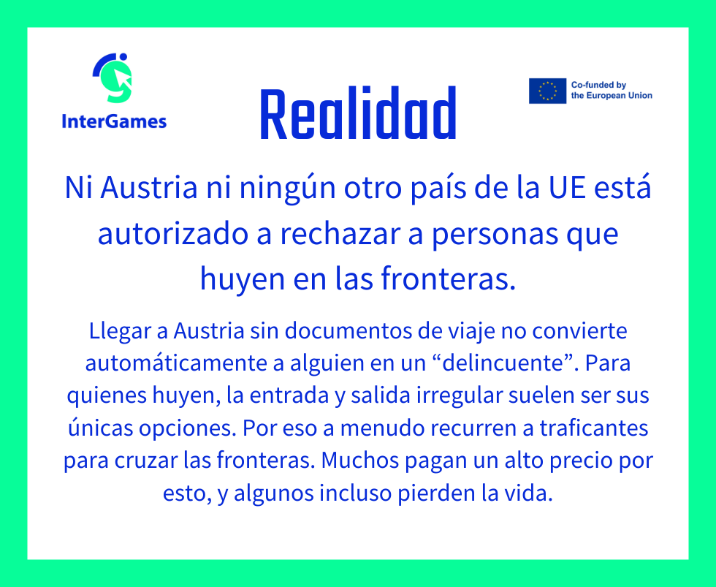 InterGames
Co-funded by
the European Union
Realidad
Ni Austria ni ningún otro país de la UE está
autorizado a rechazar a personas que
huyen en las fronteras.
Llegar a Austria sin documentos de viaje no convierte
automáticamente a alguien en un “delincuente”. Para
quienes huyen, la entrada y salida irregular suelen ser sus
únicas opciones. Por eso a menudo recurren a traficantes
para cruzar las fronteras. Muchos pagan un alto precio por
esto, y algunos incluso pierden la vida.